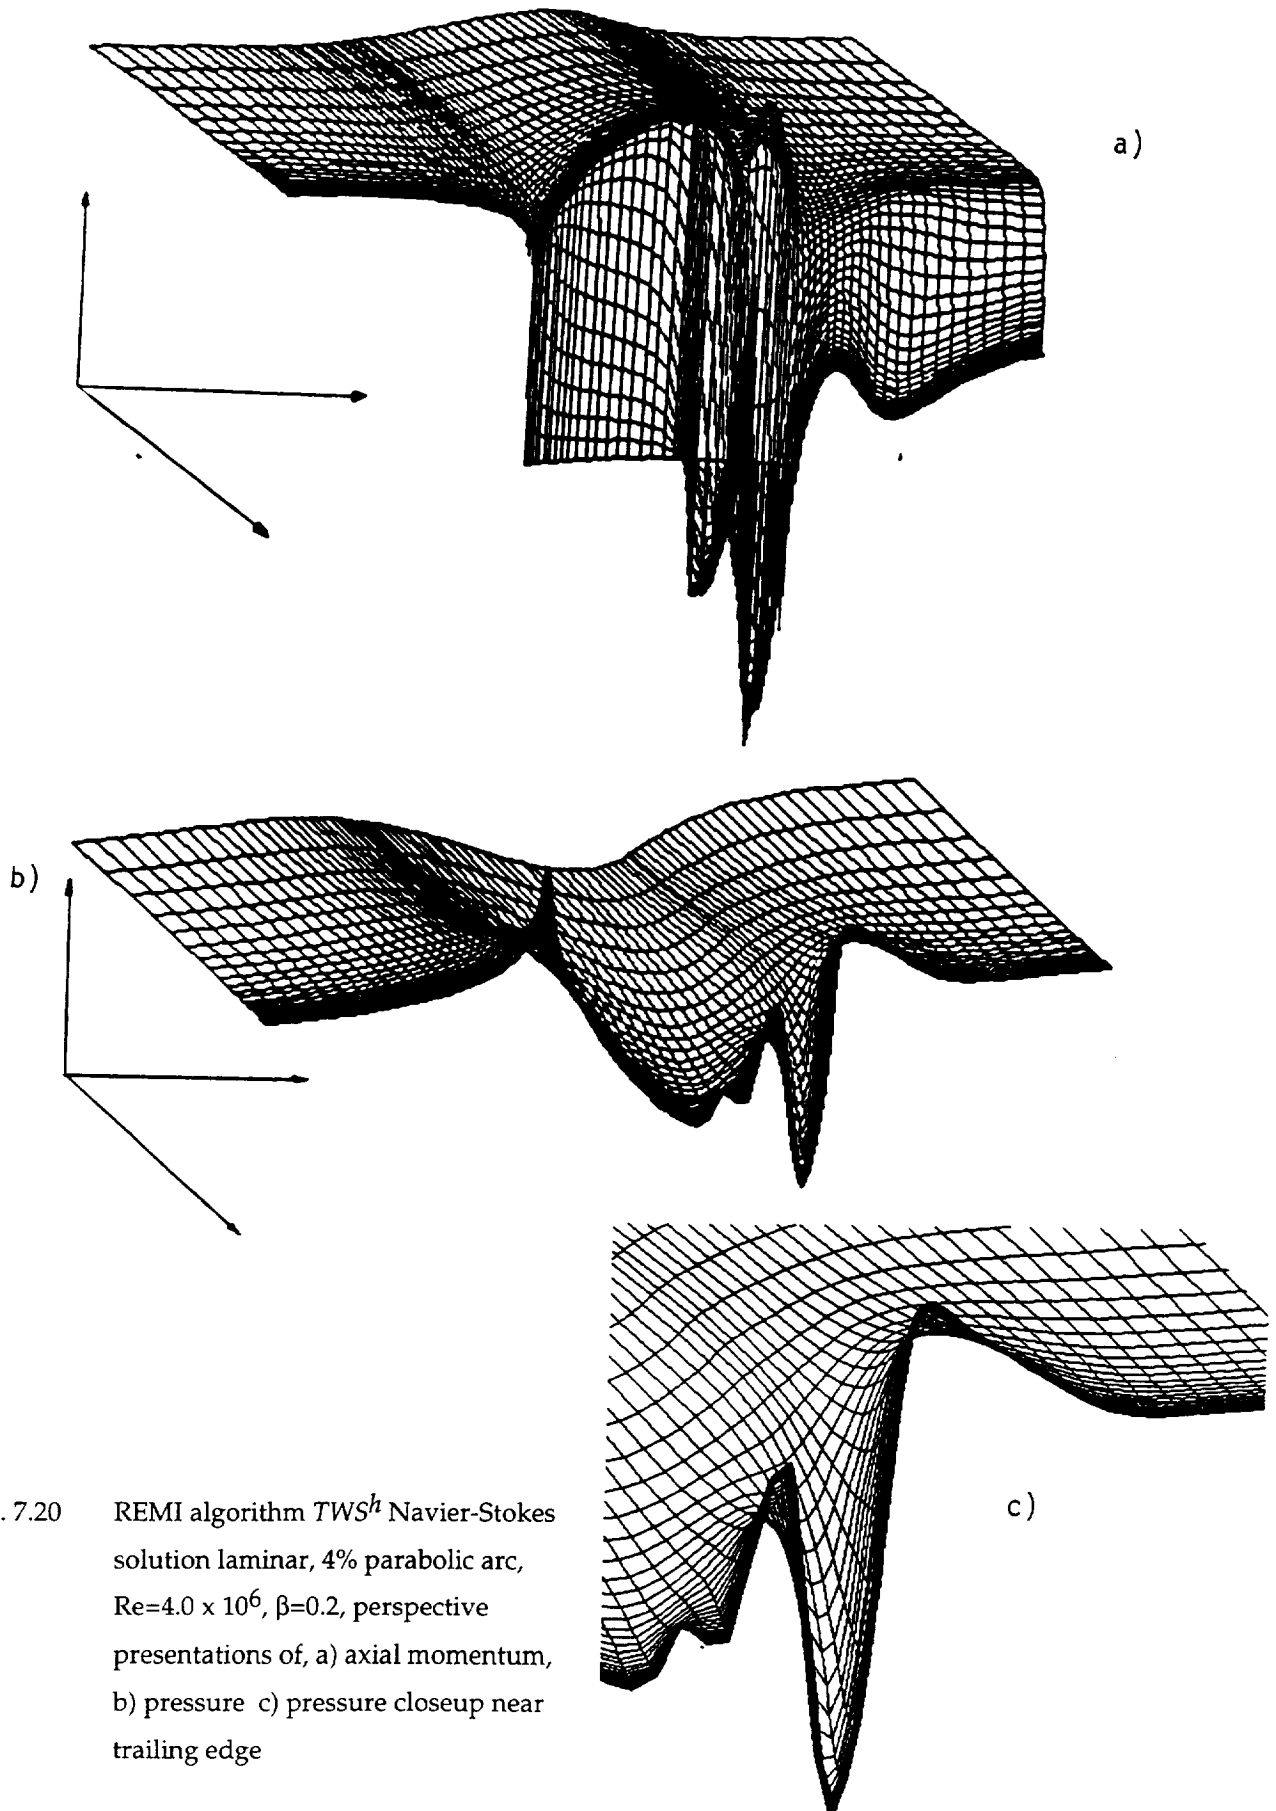 a)
b)
c)
. 7.20 REMI algorithm TWS^h Navier-Stokes
solution laminar, 4% parabolic arc,
Re=4.0 x 10^6, β=0.2, perspective
presentations of, a) axial momentum,
b) pressure c) pressure closeup near
trailing edge